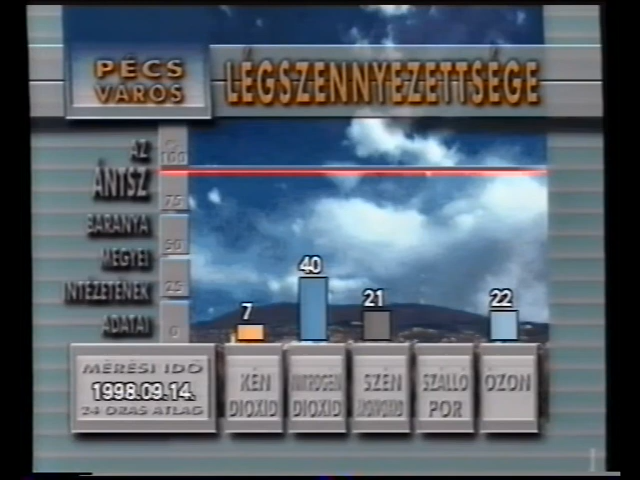 PÉCS
VÁROS
LÉGSZENNYEZETTSÉGE
AZ
ÁNTSZ
BARANYA
MEGYEI
INTÉZETÉNEK
ADATAI
%
100
75
50
25
0
7
40
21
22
MÉRÉSI IDŐ
1998.09.14.
24 ÓRÁS ÁTLAG
KÉN
DIOXID
NITROGÉN
DIOXID
SZÉN
MONOXID
SZÁLLÓ
POR
ÓZON